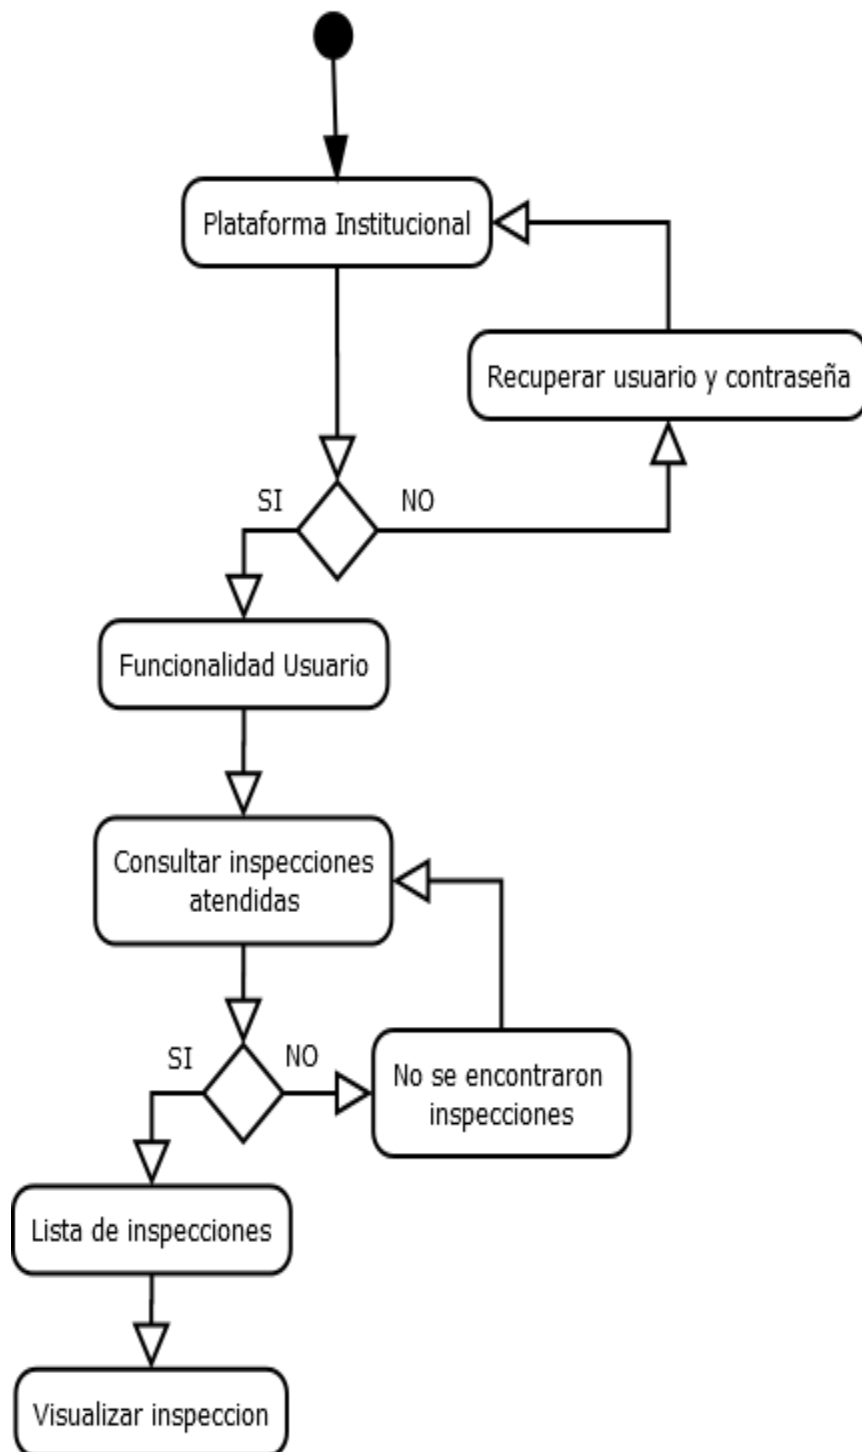 Plataforma Institucional
Recuperar usuario y contraseña
SI
NO
Funcionalidad Usuario
Consultar inspecciones
atendidas
SI
NO
No se encontraron
inspecciones
Lista de inspecciones
Visualizar inspeccion